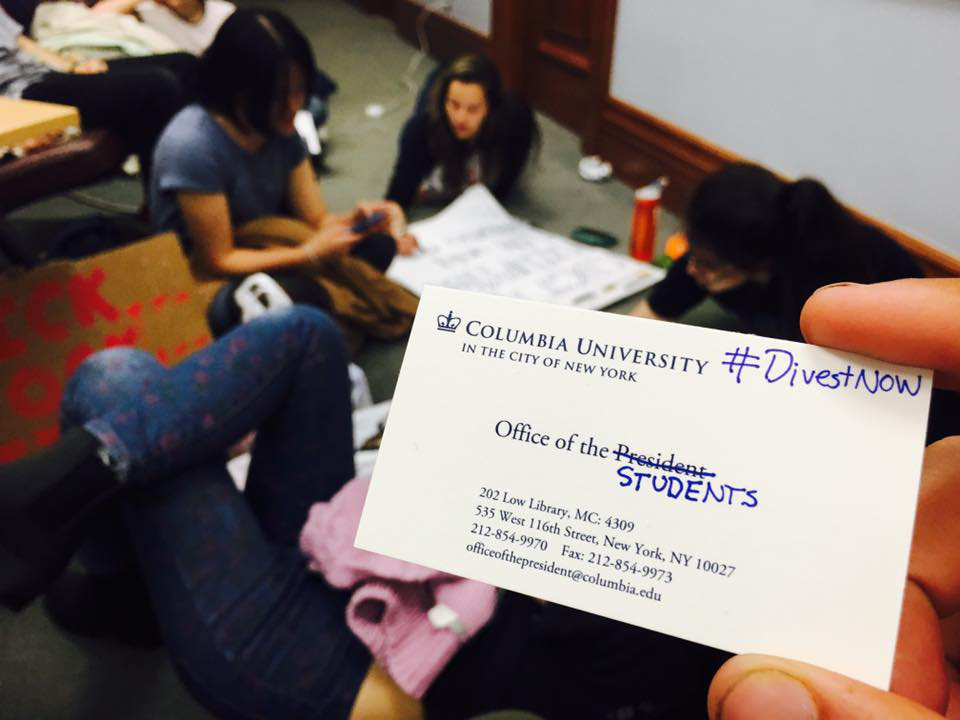 COLUMBIA UNIVERSITY #DivestNow
IN THE CITY OF NEW YORK
Office of the President
STUDENTS
202 Low Library, MC: 4309
535 West 116th Street, New York, NY 10027
212-854-9970 Fax: 212-854-9973
officeofthepresident@columbia.edu